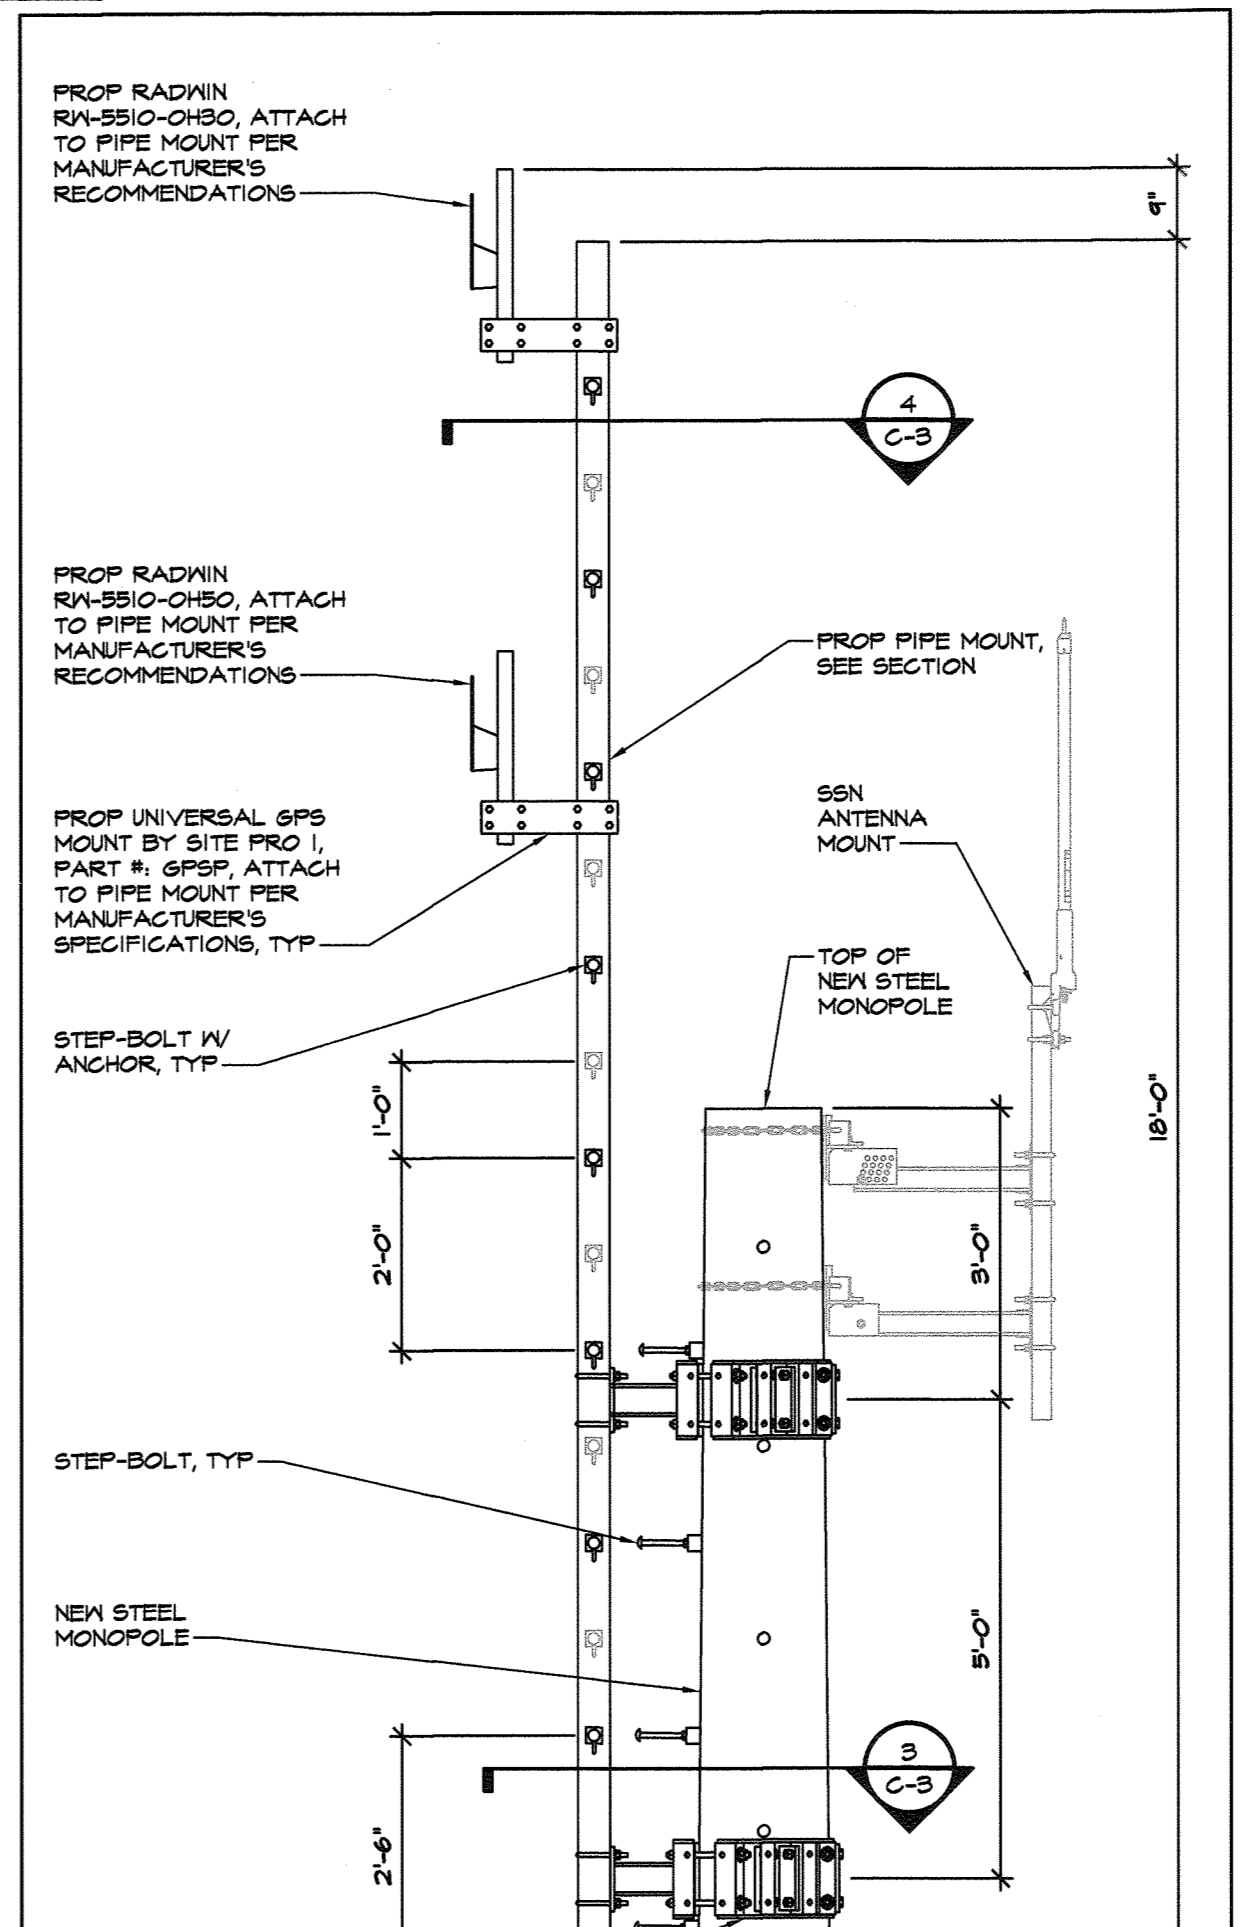 PROP RADWIN
RW-5510-0H30, ATTACH
TO PIPE MOUNT PER
MANUFACTURER'S
RECOMMENDATIONS
9"
4
C-3
PROP RADWIN
RW-5510-0H50, ATTACH
TO PIPE MOUNT PER
MANUFACTURER'S
RECOMMENDATIONS
PROP PIPE MOUNT,
SEE SECTION
SSN
ANTENNA
MOUNT
PROP UNIVERSAL GPS
MOUNT BY SITE PRO 1,
PART #: GPSP, ATTACH
TO PIPE MOUNT PER
MANUFACTURER'S
SPECIFICATIONS, TYP
TOP OF
NEW STEEL
MONOPOLE
STEP-BOLT W/
ANCHOR, TYP
1'-0"
18'-0"
2'-0"
3'-0"
STEP-BOLT, TYP
NEW STEEL
MONOPOLE
5'-0"
3
C-3
2'-6"